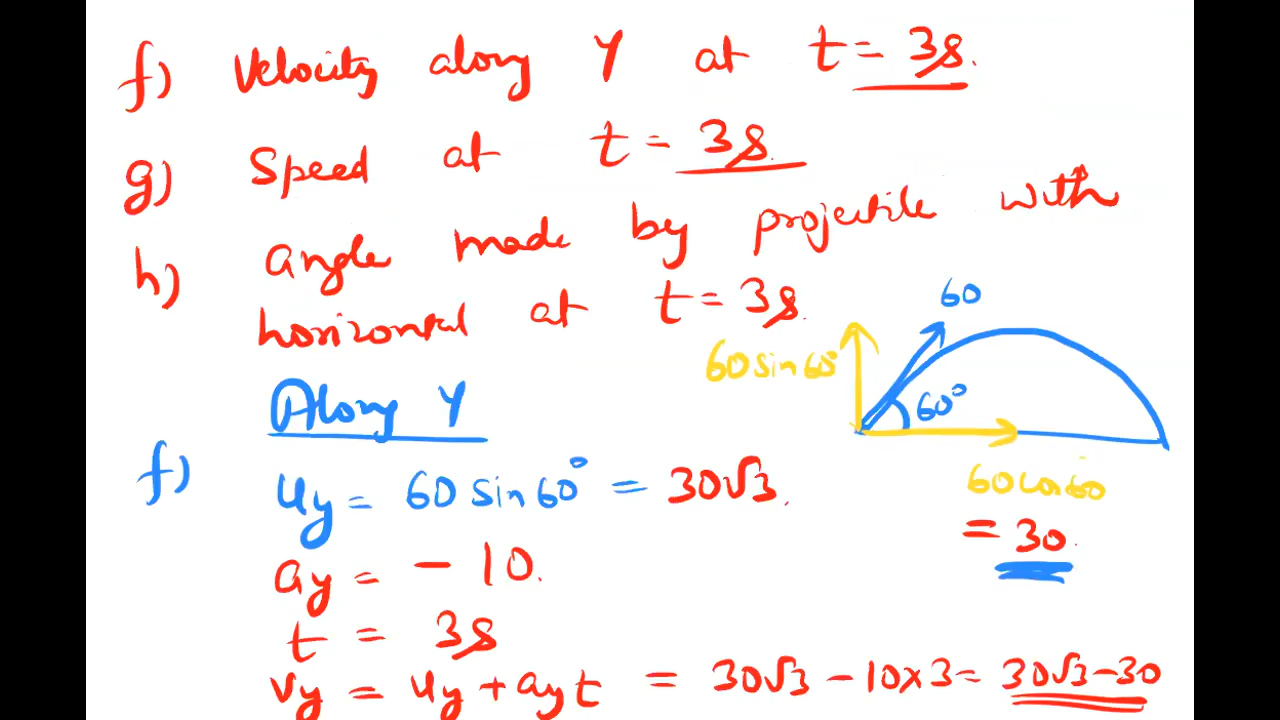 f) Velocity along Y at t = 3s.
g) Speed at t = 3s.
h) Angle made by projectile with
horizontal at t = 3s.
60
60 sin 60°
60°
60 cos 60
= 30.
Along Y
f) uy = 60 sin 60° = 30√3.
ay = - 10.
t = 3s
Vy = uy + ayt = 30√3 - 10×3 = 30√3 - 30